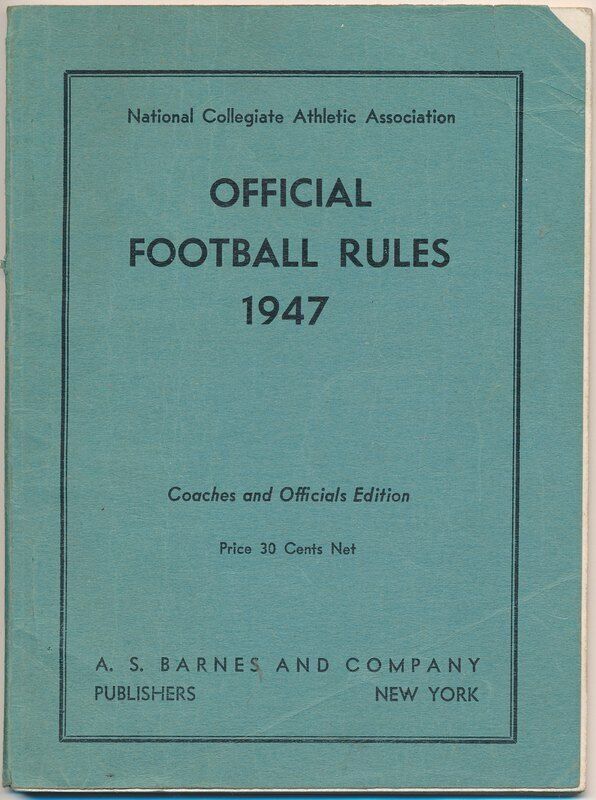 National Collegiate Athletic Association
OFFICIAL
FOOTBALL RULES
1947
Coaches and Officials Edition
Price 30 Cents Net
A. S. BARNES AND COMPANY
PUBLISHERS NEW YORK